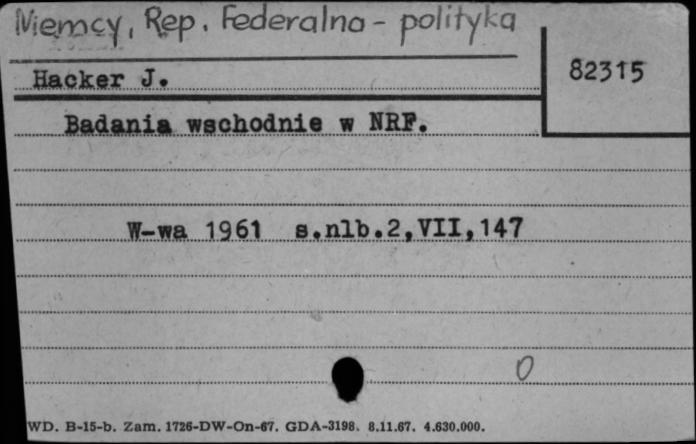 Niemcy, Rep. Federalna - polityka
82315
Hacker J.
Badania wschodnie w NRF.
W-wa 1961 s.nlb.2,VII,147
0
WD. B-15-b. Zam. 1726-DW-On-67. GDA-3198. 8.11.67. 4.630.000.